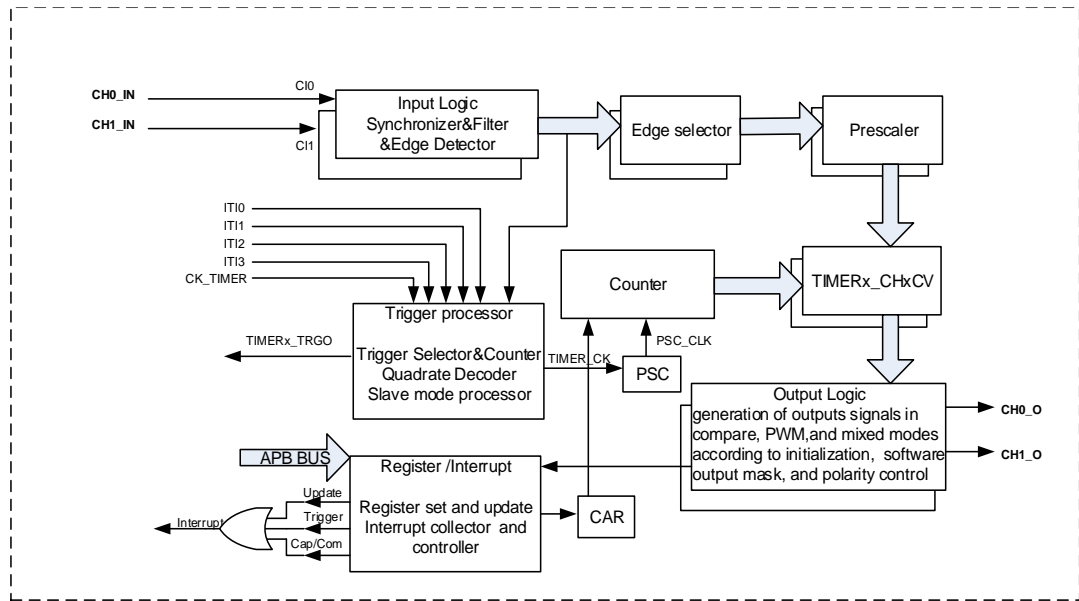 CH0_IN
CI0
CH1_IN
CI1
Input Logic
Synchronizer&Filter
&Edge Detector
Edge selector
Prescaler
ITI0
ITI1
ITI2
ITI3
CK_TIMER
Counter
TIMERx_CHxCV
Trigger processor
Trigger Selector&Counter
Quadrate Decoder
Slave mode processor
TIMERx_TRGO
TIMER_CK
PSC
PSC_CLK
Output Logic
generation of outputs signals in
compare, PWM,and mixed modes
according to initialization, software
output mask, and polarity control
CH0_O
CH1_O
APB BUS
Register /Interrupt
Register set and update
Interrupt collector and
controller
CAR
Update
Trigger
Cap/Com
Interrupt